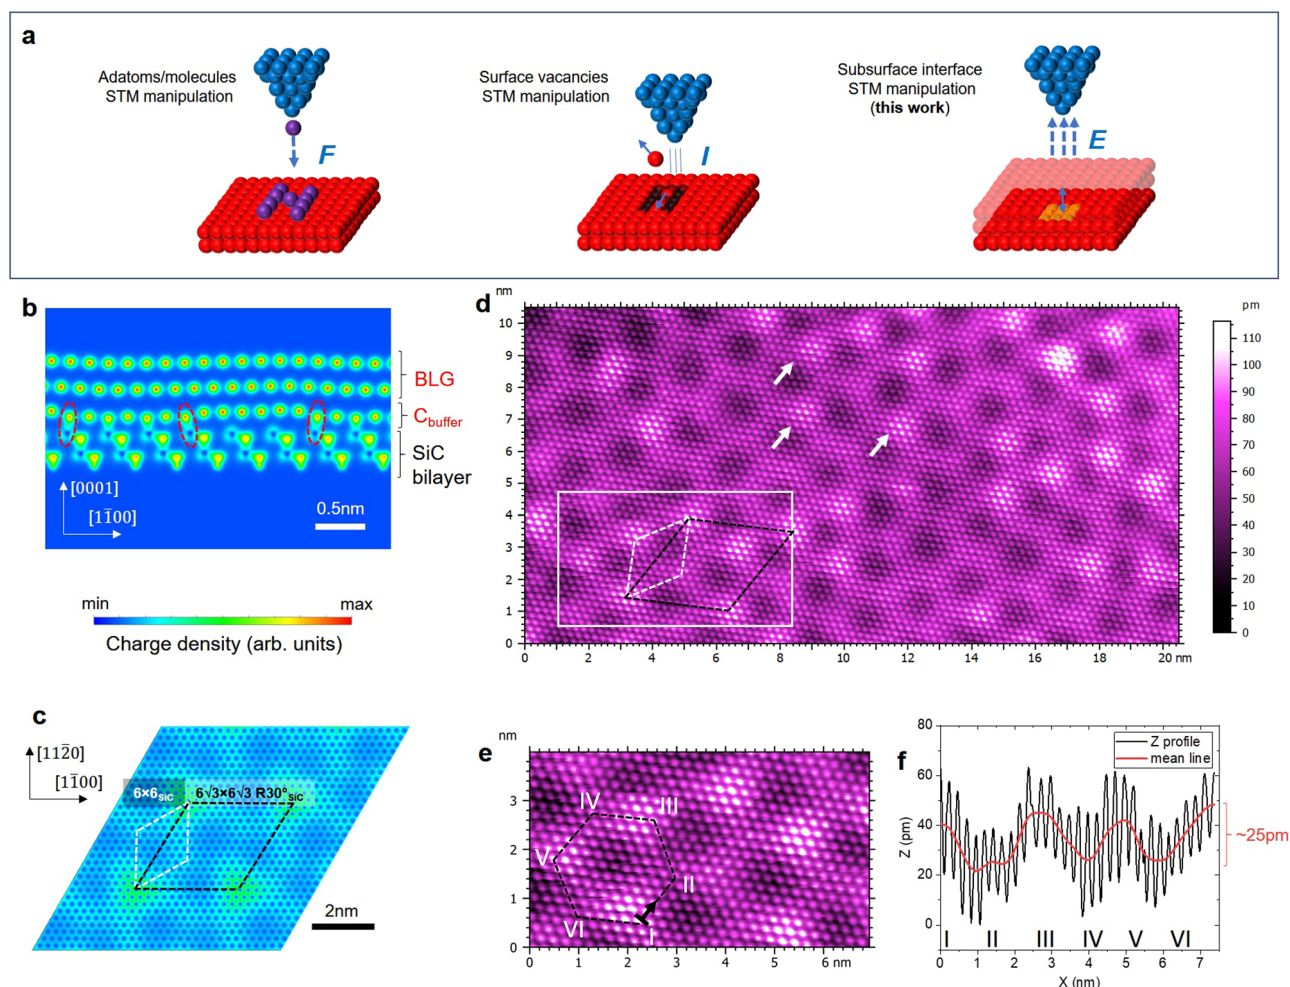 a
Adatoms/molecules
STM manipulation
F
Surface vacancies
STM manipulation
I
Subsurface interface
STM manipulation
(this work)
E
b
BLG
C_buffer
SiC
bilayer
[0001]
[11̅00]
0.5nm
min
max
Charge density (arb. units)
c
[112̅0]
[11̅00]
6×6_SiC
6√3×6√3 R30°_SiC
2nm
d
nm
10
9
8
7
6
5
4
3
2
1
0
0 2 4 6 8 10 12 14 16 18 20 nm
pm
110
100
90
80
70
60
50
40
30
20
10
0
e
nm
3
2
1
0
IV
III
V
II
VI
I
0 1 2 3 4 5 6 nm
f
Z profile
mean line
Z (pm)
80
60
40
20
0
~25pm
I II III IV V VI
0 1 2 3 4 5 6 7
X (nm)